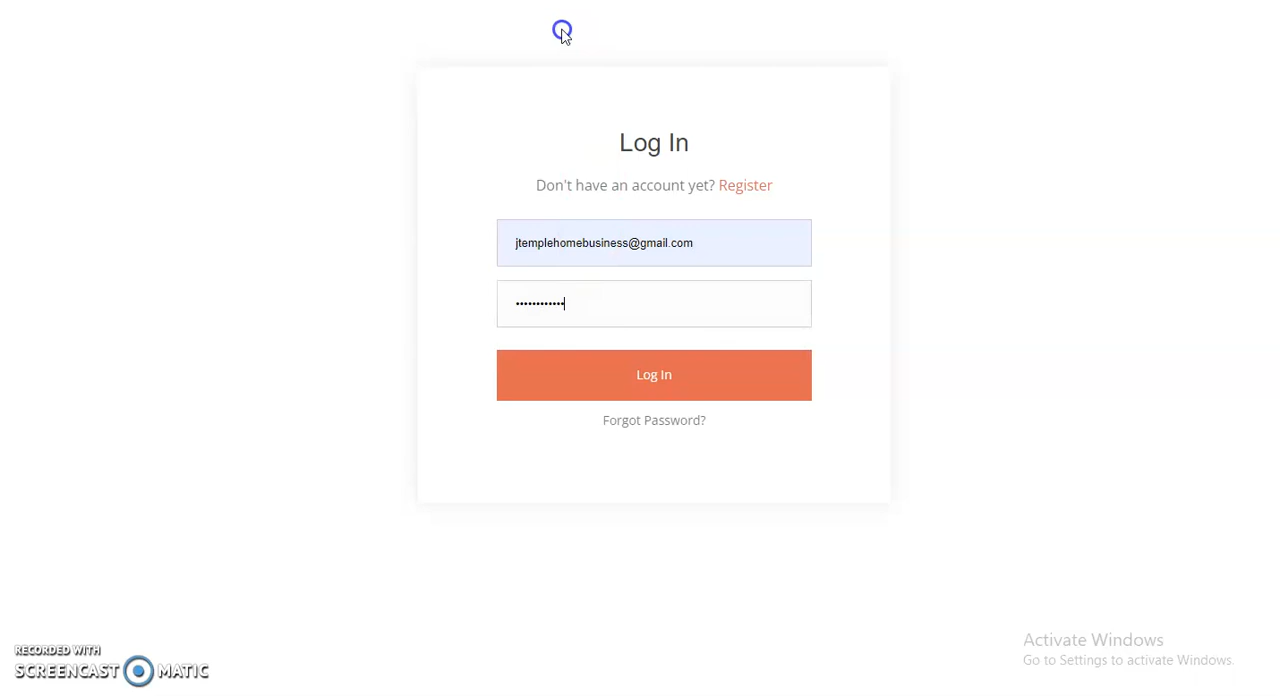 Log In
Don't have an account yet? Register
jtemplehomebusiness@gmail.com
••••••••••••
Log In
Forgot Password?
RECORDED WITH
SCREENCAST MATIC
Activate Windows
Go to Settings to activate Windows.